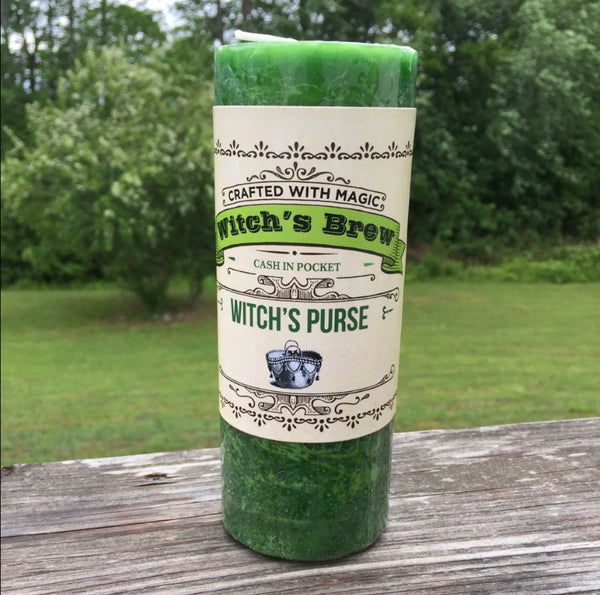 CRAFTED WITH MAGIC
Witch's Brew
CASH IN POCKET
WITCH'S PURSE